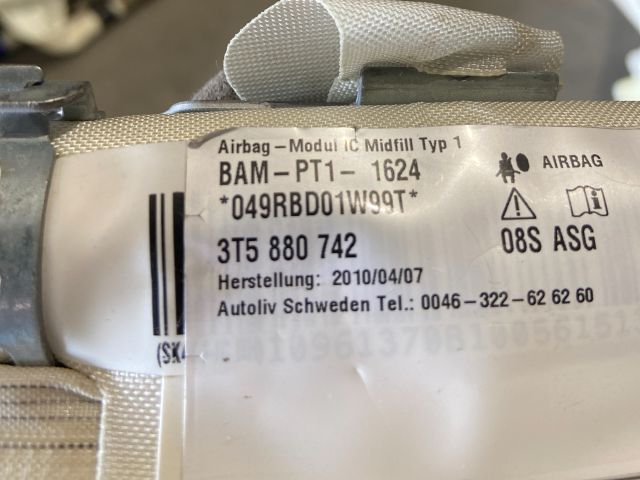 Airbag-Modul IC Midfill Typ 1
BAM-PT1- 1624
*049RBD01W99T*
3T5 880 742
Herstellung: 2010/04/07
Autoliv Schweden Tel.: 0046-322-62 62 60
AIRBAG
08S ASG
(SK4